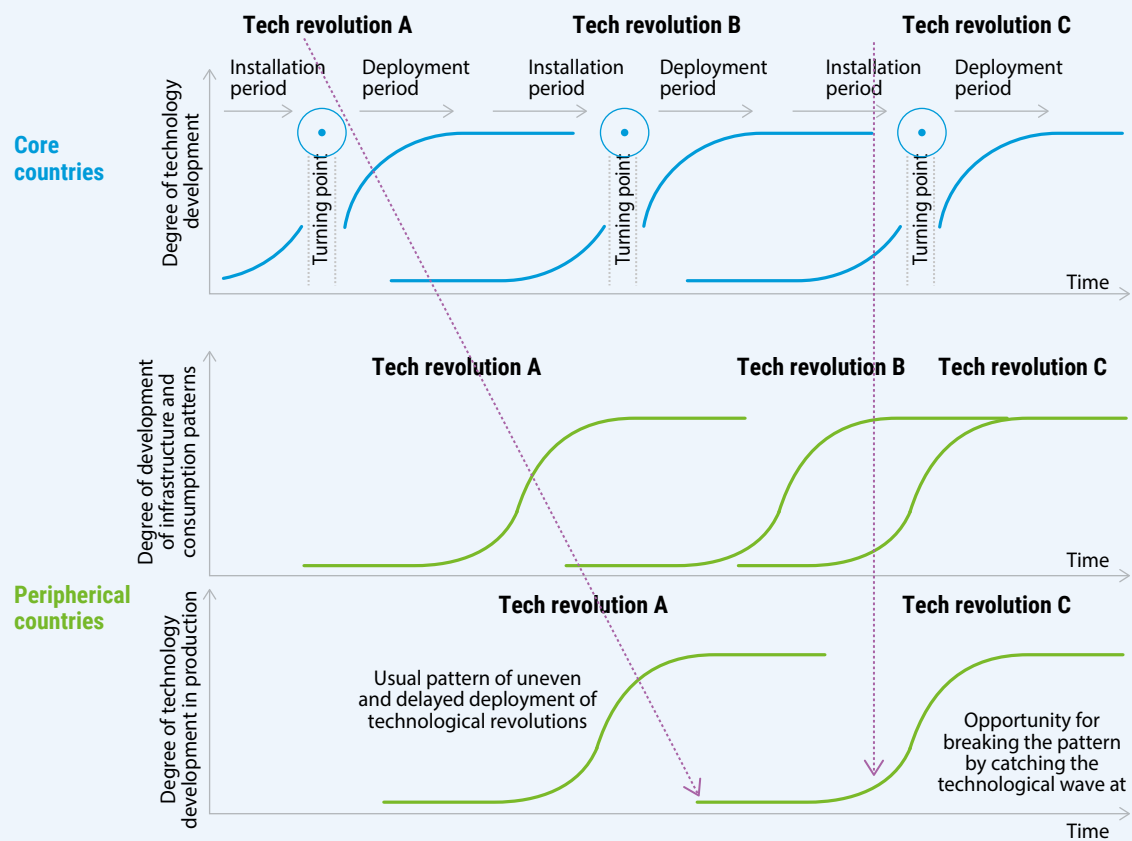 Tech revolution A
Tech revolution B
Tech revolution C
Installation
period
Deployment
period
Installation
period
Deployment
period
Installation
period
Deployment
period
Core
countries
Degree of technology
development
Turning point
Turning point
Turning point
Time
Degree of development
of infrastructure and
consumption patterns
Tech revolution A
Tech revolution B
Tech revolution C
Time
Peripherical
countries
Degree of technology
development in production
Tech revolution A
Tech revolution C
Usual pattern of uneven
and delayed deployment of
technological revolutions
Opportunity for
breaking the pattern
by catching the
technological wave at
Time